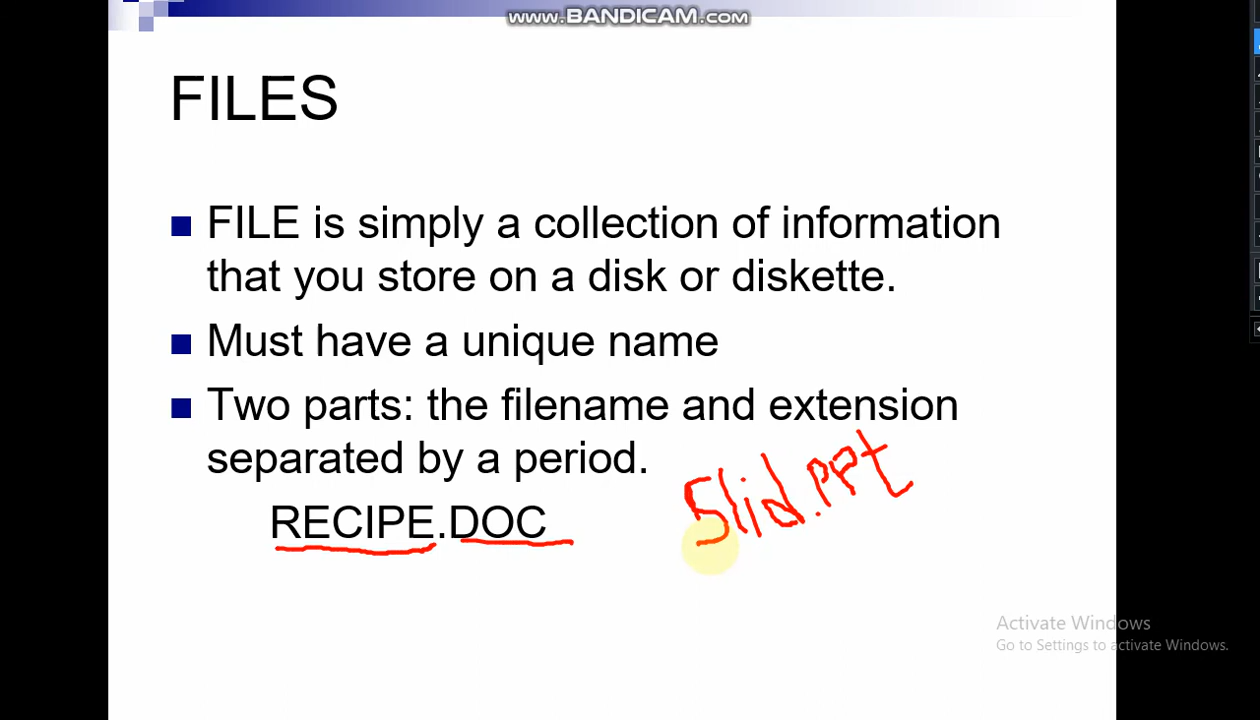 www.BANDICAM.com
FILES
FILE is simply a collection of information
that you store on a disk or diskette.
Must have a unique name
Two parts: the filename and extension
separated by a period.
RECIPE.DOC
Slid.PPt
Activate Windows
Go to Settings to activate Windows.